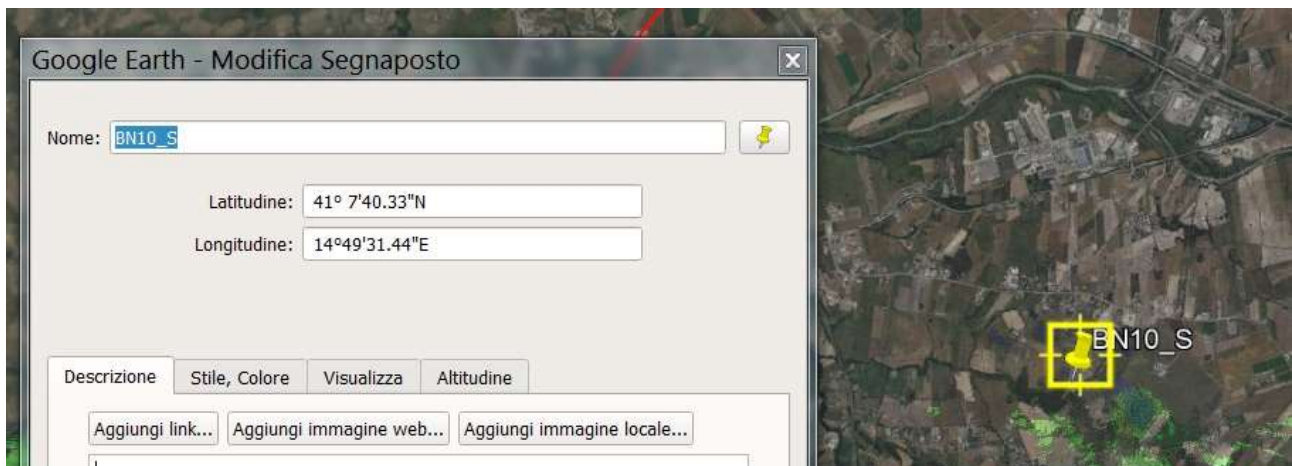 Google Earth - Modifica Segnaposto
Nome: BN10_S
Latitudine: 41° 7'40.33"N
Longitudine: 14°49'31.44"E
Descrizione Stile, Colore Visualizza Altitudine
Aggiungi link... Aggiungi immagine web... Aggiungi immagine locale...
BN10_S